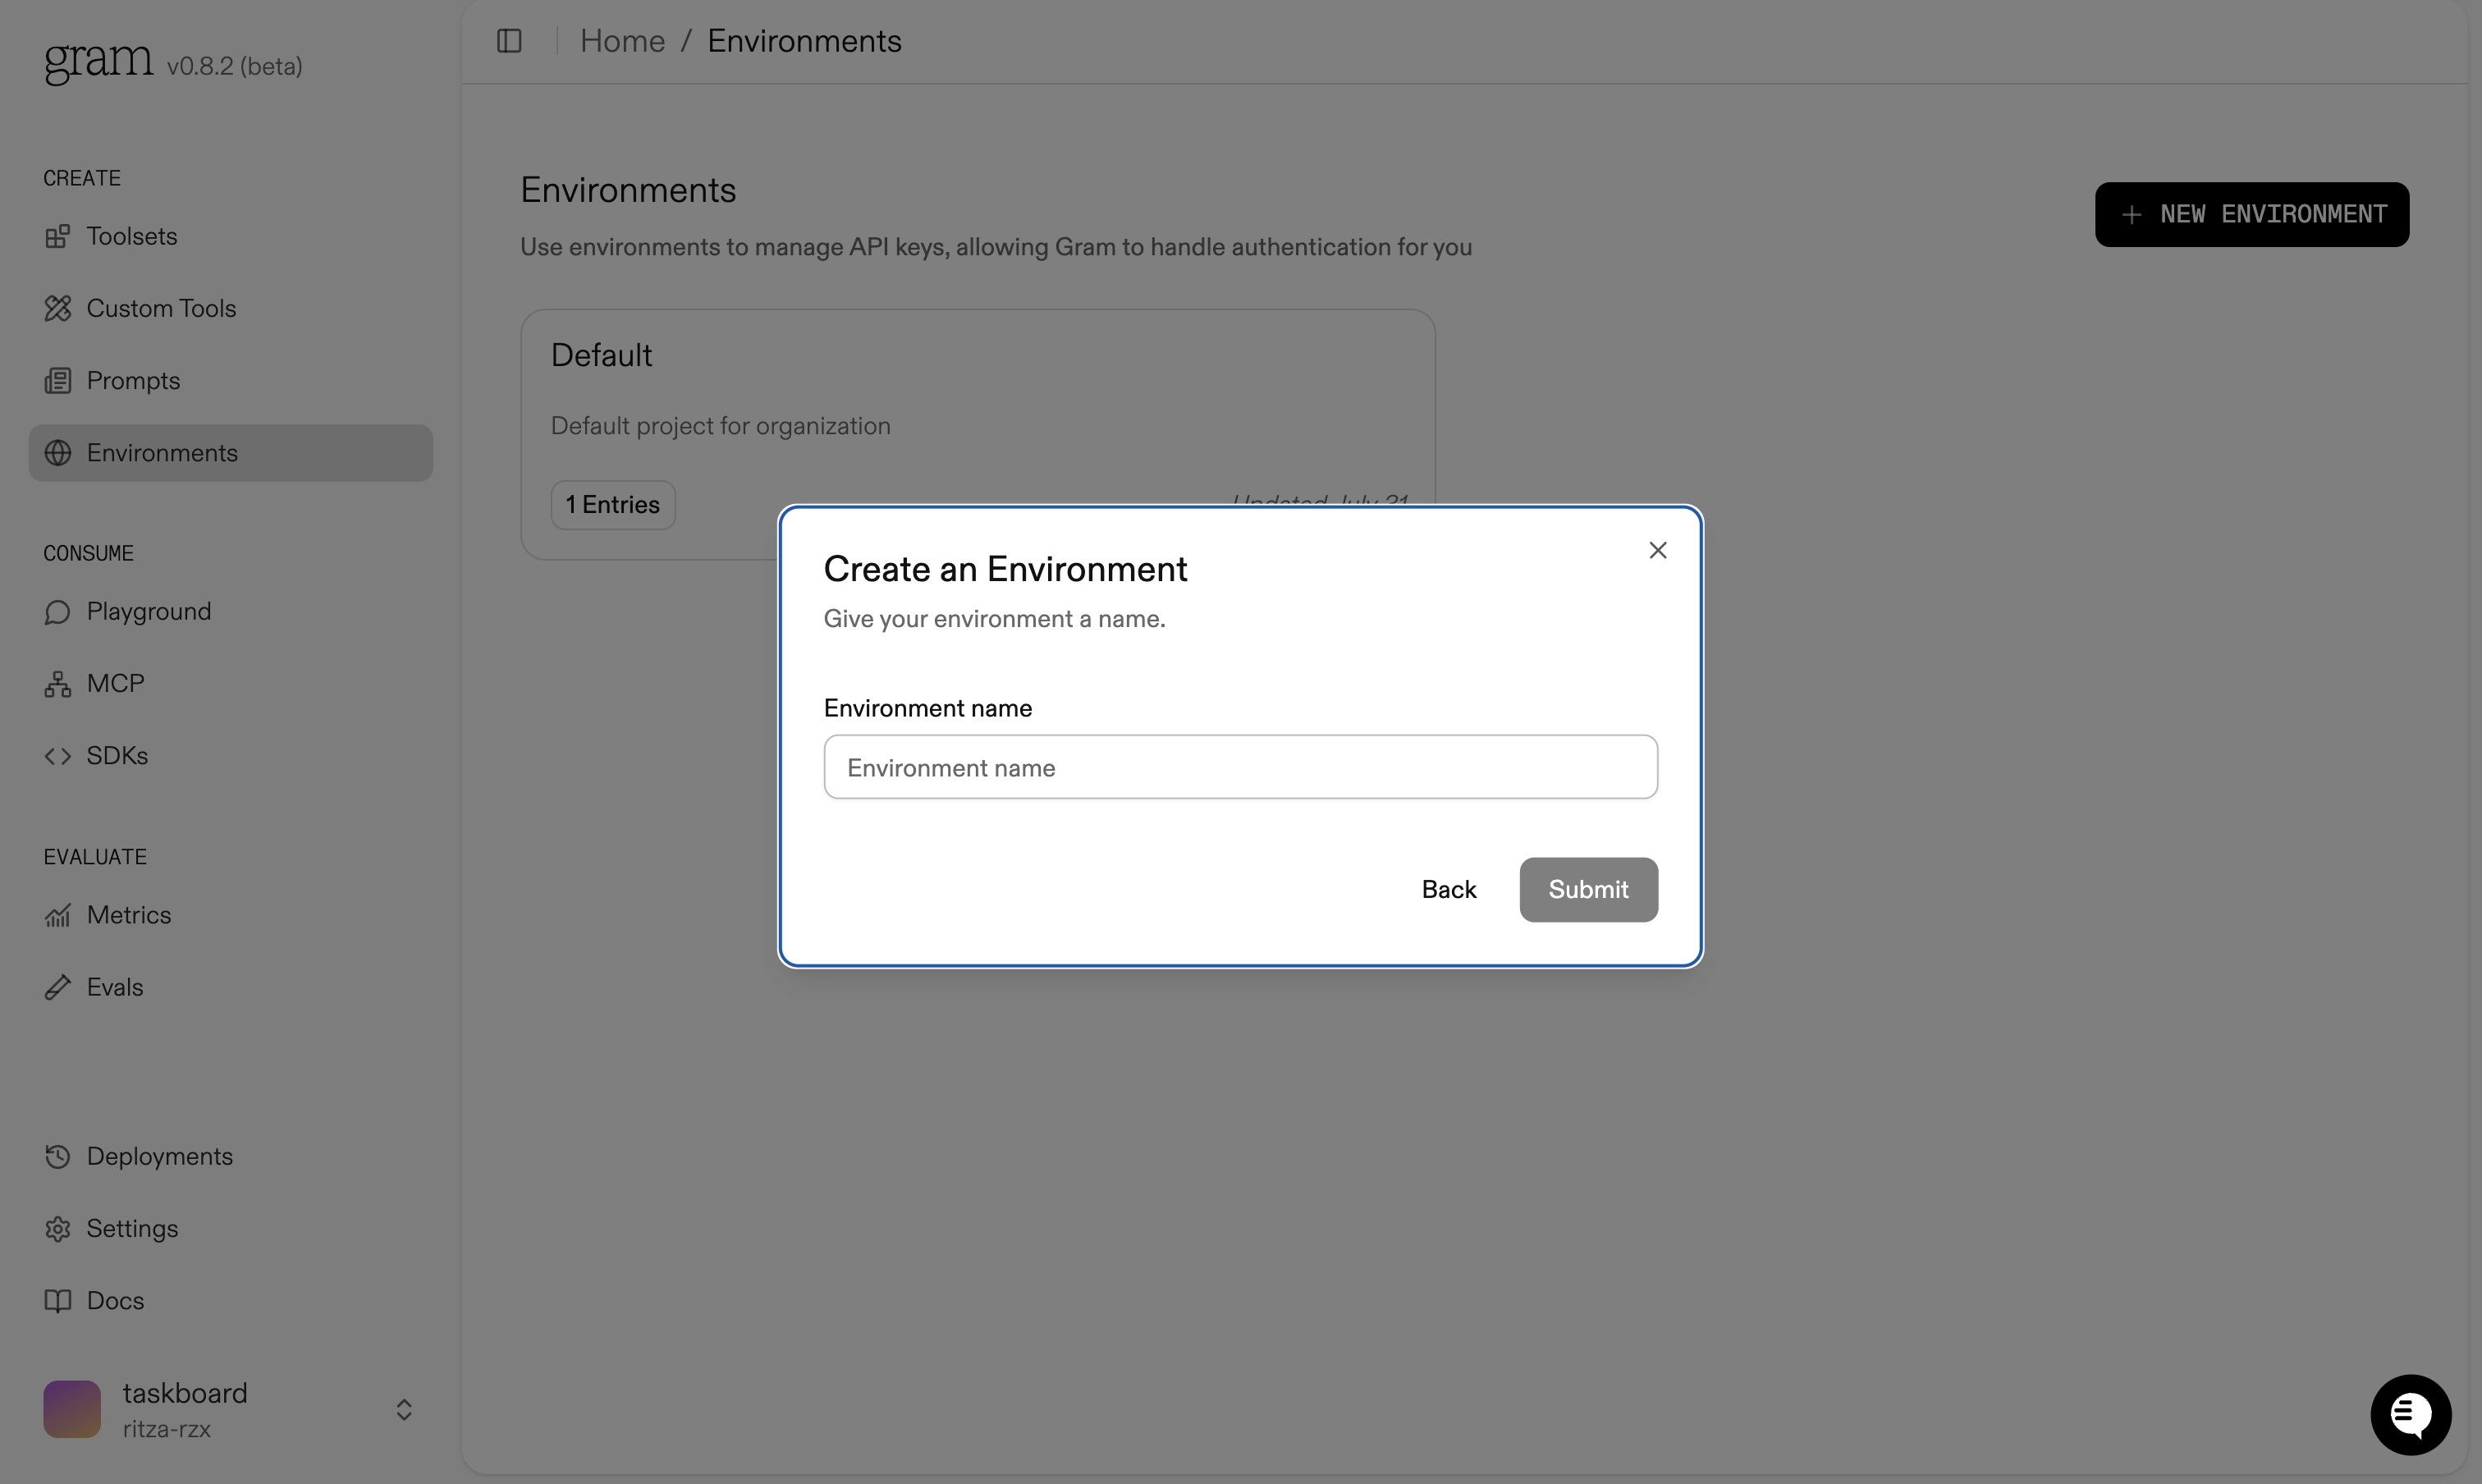 gram v0.8.2 (beta)
CREATE
Toolsets
Custom Tools
Prompts
Environments
CONSUME
Playground
MCP
SDKs
EVALUATE
Metrics
Evals
Deployments
Settings
Docs
taskboard
ritza-rzx
Home / Environments
Environments
Use environments to manage API keys, allowing Gram to handle authentication for you
NEW ENVIRONMENT
Default
Default project for organization
1 Entries
Updated July 31
Create an Environment
Give your environment a name.
Environment name
Environment name
Back
Submit